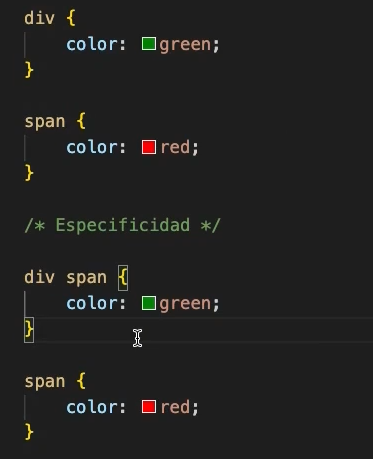 div {
color: green;
}
span {
color: red;
}
/* Especificidad */
div span {
color: green;
}
span {
color: red;
}